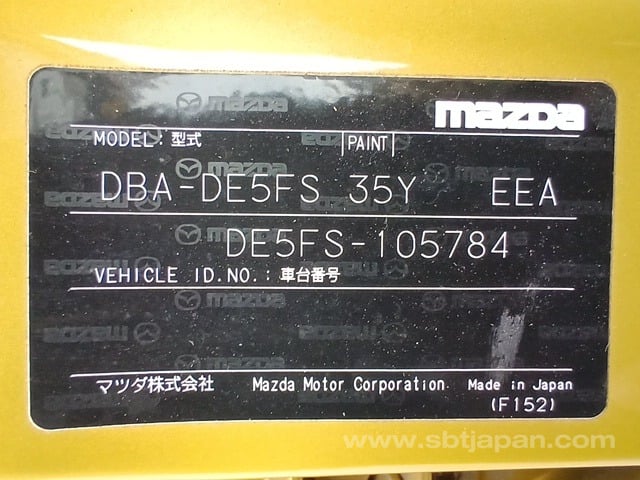 mazda
MODEL: 型式 PAINT
DBA-DE5FS 35Y EEA
DE5FS-105784
VEHICLE ID.NO.: 車台番号
マツダ株式会社 Mazda Motor Corporation Made in Japan
(F152)
www.sbtjapan.com